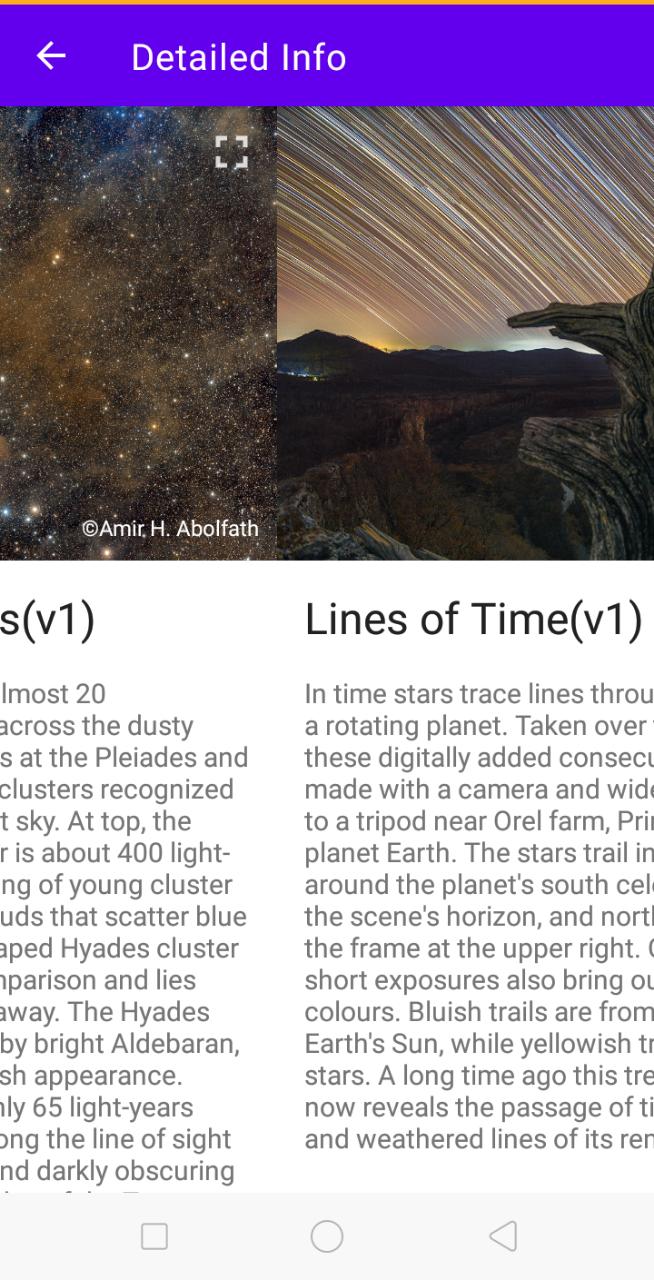 Detailed Info
©Amir H. Abolfath
s(v1)
lmost 20
across the dusty
s at the Pleiades and
clusters recognized
t sky. At top, the
r is about 400 light-
ng of young cluster
uds that scatter blue
aped Hyades cluster
nparison and lies
away. The Hyades
by bright Aldebaran,
sh appearance.
nly 65 light-years
ong the line of sight
nd darkly obscuring
Lines of Time(v1)
In time stars trace lines throu
a rotating planet. Taken over
these digitally added consecu
made with a camera and wide
to a tripod near Orel farm, Prin
planet Earth. The stars trail in
around the planet's south cele
the scene's horizon, and north
the frame at the upper right.
short exposures also bring ou
colours. Bluish trails are from
Earth's Sun, while yellowish tr
stars. A long time ago this tre
now reveals the passage of ti
and weathered lines of its ren